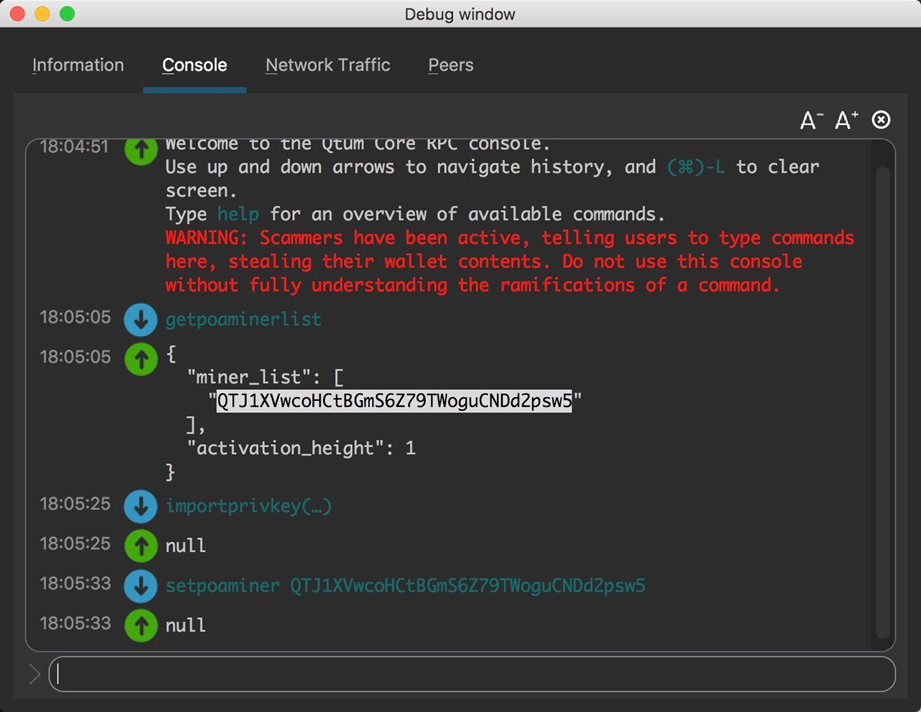 Debug window
Information Console Network Traffic Peers
A- A+
18:04:51 Welcome to the Qtum Core RPC console.
Use up and down arrows to navigate history, and (⌘)-L to clear
screen.
Type help for an overview of available commands.
WARNING: Scammers have been active, telling users to type commands
here, stealing their wallet contents. Do not use this console
without fully understanding the ramifications of a command.
18:05:05 getpoaminerlist
18:05:05 {
"miner_list": [
"QTJ1XVwcoHCtBGmS6Z79TWoguCNDd2psw5"
],
"activation_height": 1
}
18:05:25 importprivkey(…)
18:05:25 null
18:05:33 setpoaminer QTJ1XVwcoHCtBGmS6Z79TWoguCNDd2psw5
18:05:33 null